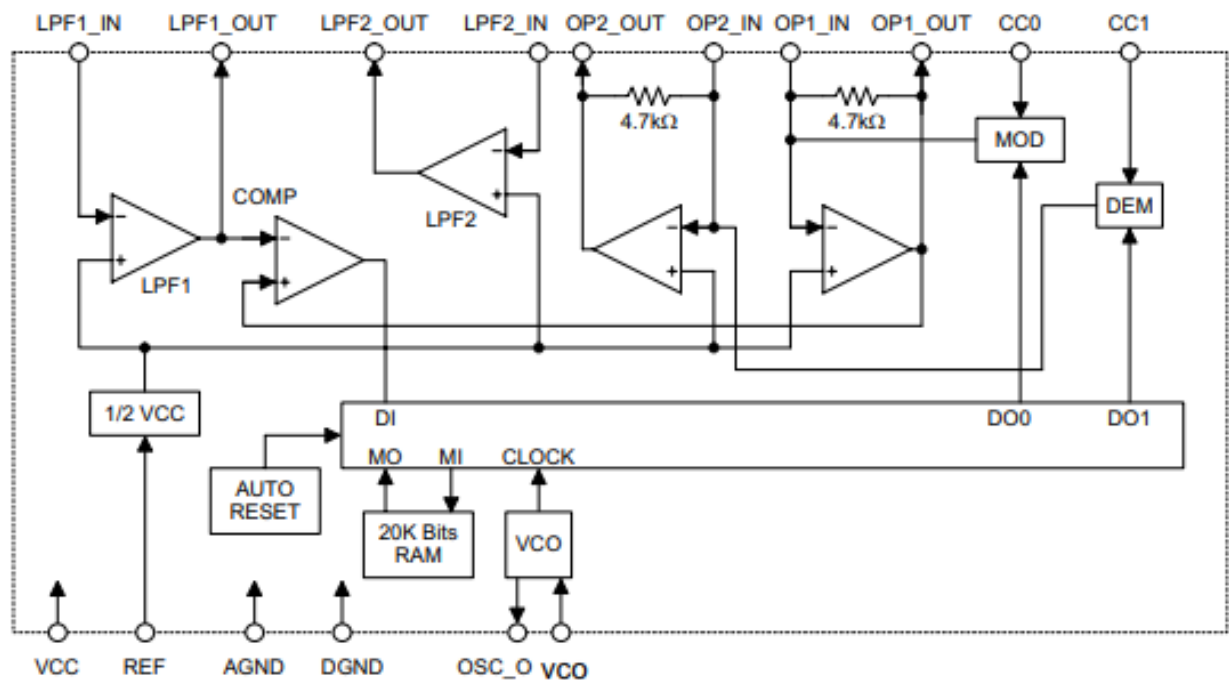 LPF1_IN LPF1_OUT LPF2_OUT LPF2_IN OP2_OUT OP2_IN OP1_IN OP1_OUT CC0 CC1
4.7kΩ 4.7kΩ
MOD
COMP
LPF2
DEM
LPF1
1/2 VCC
DI DO0 DO1
MO MI CLOCK
AUTO
RESET
20K Bits
RAM
VCO
VCC REF AGND DGND OSC_O VCO